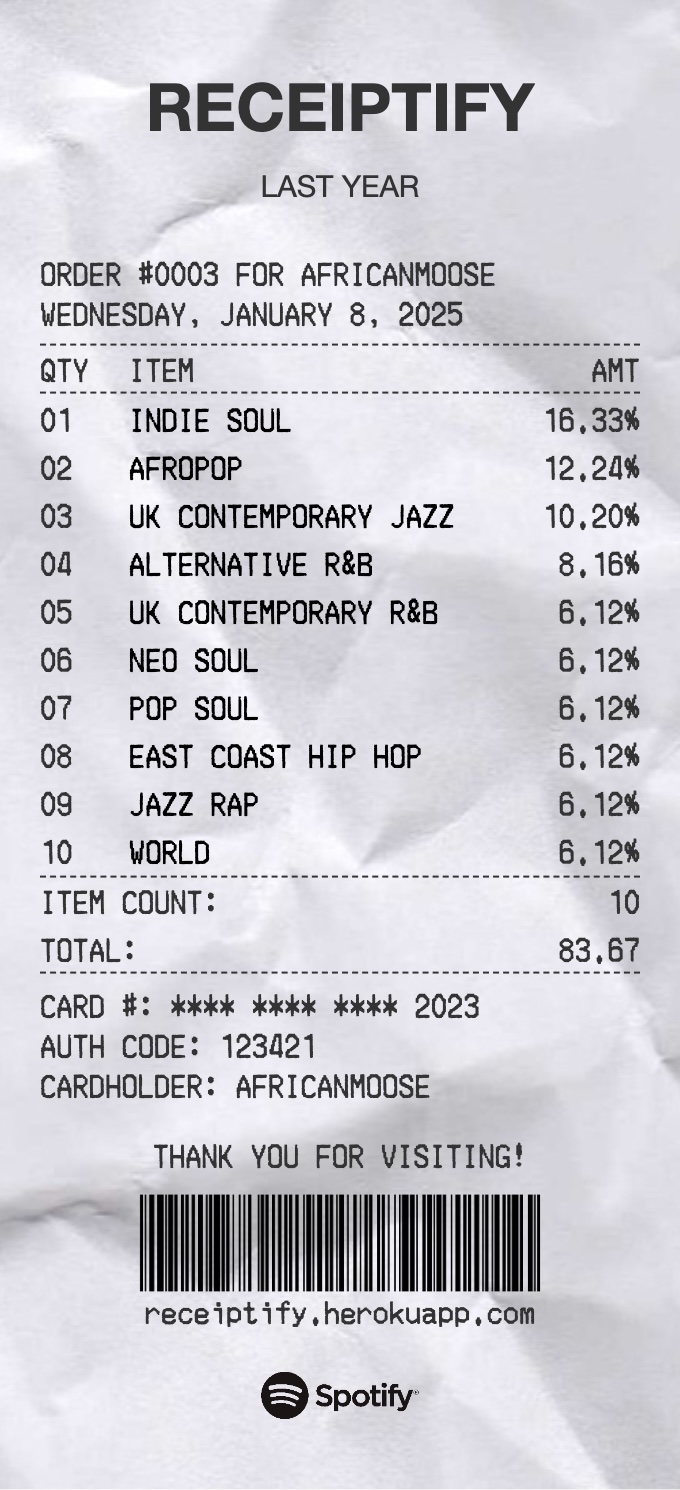 RECEIPTIFY
LAST YEAR
ORDER #0003 FOR AFRICANMOOSE
WEDNESDAY, JANUARY 8, 2025
QTY ITEM AMT
01 INDIE SOUL 16.33%
02 AFROPOP 12.24%
03 UK CONTEMPORARY JAZZ 10.20%
04 ALTERNATIVE R&B 8.16%
05 UK CONTEMPORARY R&B 6.12%
06 NEO SOUL 6.12%
07 POP SOUL 6.12%
08 EAST COAST HIP HOP 6.12%
09 JAZZ RAP 6.12%
10 WORLD 6.12%
ITEM COUNT: 10
TOTAL: 83.67
CARD #: **** **** **** 2023
AUTH CODE: 123421
CARDHOLDER: AFRICANMOOSE
THANK YOU FOR VISITING!
receiptify.herokuapp.com
Spotify